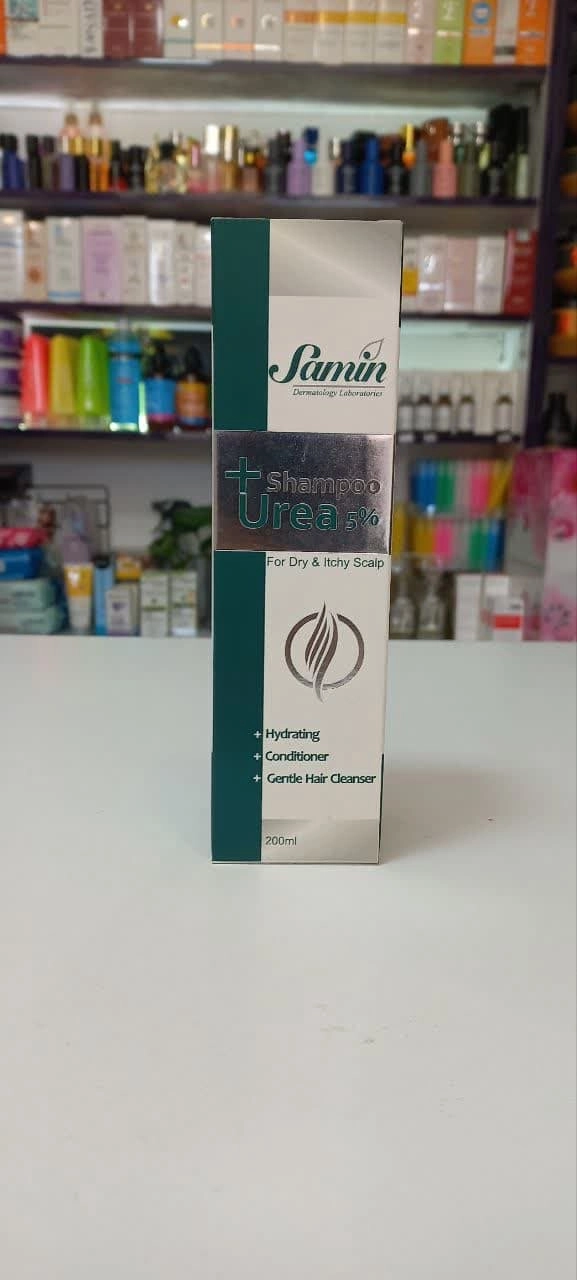 Samin
Dermatology Laboratories
+ Shampoo
Urea 5%
For Dry & Itchy Scalp
+ Hydrating
+ Conditioner
+ Gentle Hair Cleanser
200ml